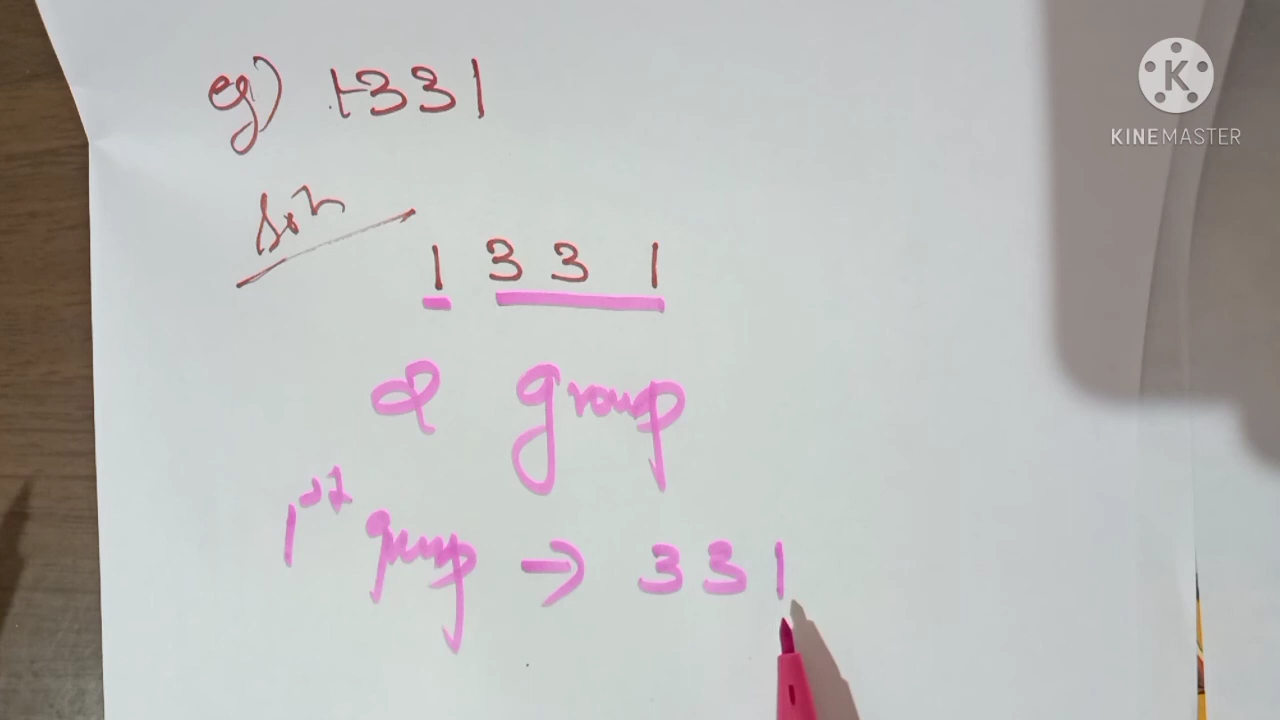 eg) 1331
Soln
1 3 3 1
2 group
1st group → 331
K
KINEMASTER